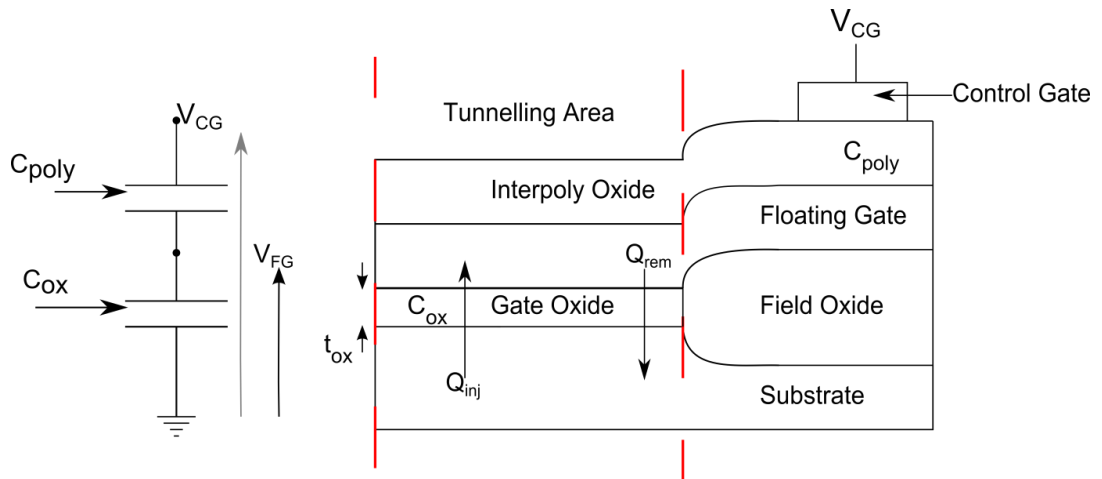 V_CG
C_poly
V_FG
C_ox
V_CG
Control Gate
Tunnelling Area
C_poly
Interpoly Oxide
Floating Gate
Q_rem
C_ox
Gate Oxide
Field Oxide
t_ox
Q_inj
Substrate